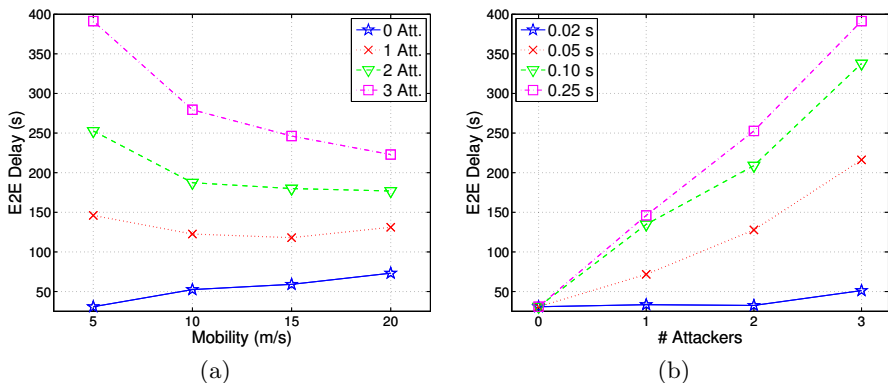 400
350
300
250
200
150
100
50
E2E Delay (s)
0 Att.
1 Att.
2 Att.
3 Att.
5
10
15
20
Mobility (m/s)
(a)
400
350
300
250
200
150
100
50
E2E Delay (s)
0.02 s
0.05 s
0.10 s
0.25 s
0
1
2
3
# Attackers
(b)